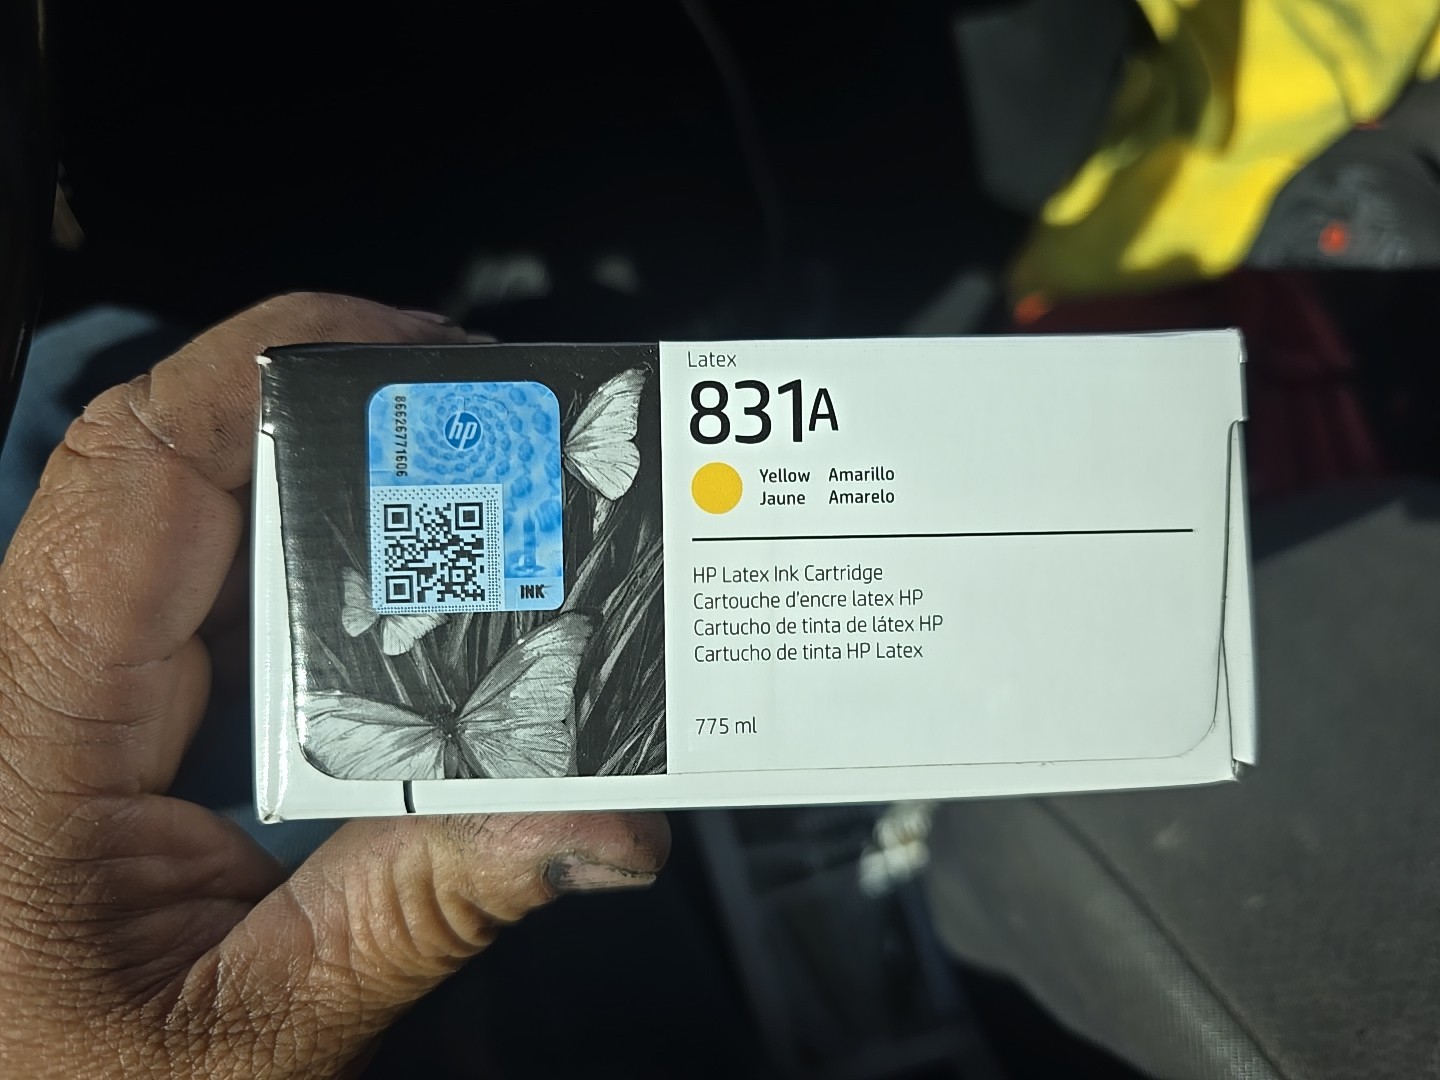 86626771606
hp
INK
Latex
831A
Yellow Amarillo
Jaune Amarelo
HP Latex Ink Cartridge
Cartouche d'encre latex HP
Cartucho de tinta de látex HP
Cartucho de tinta HP Latex
775 ml